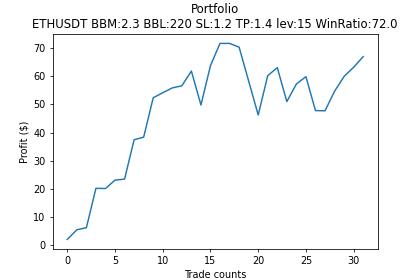 Portfolio
ETHUSDT BBM:2.3 BBL:220 SL:1.2 TP:1.4 lev:15 WinRatio:72.0
70
60
50
40
30
20
10
0
Profit ($)
0 5 10 15 20 25 30
Trade counts